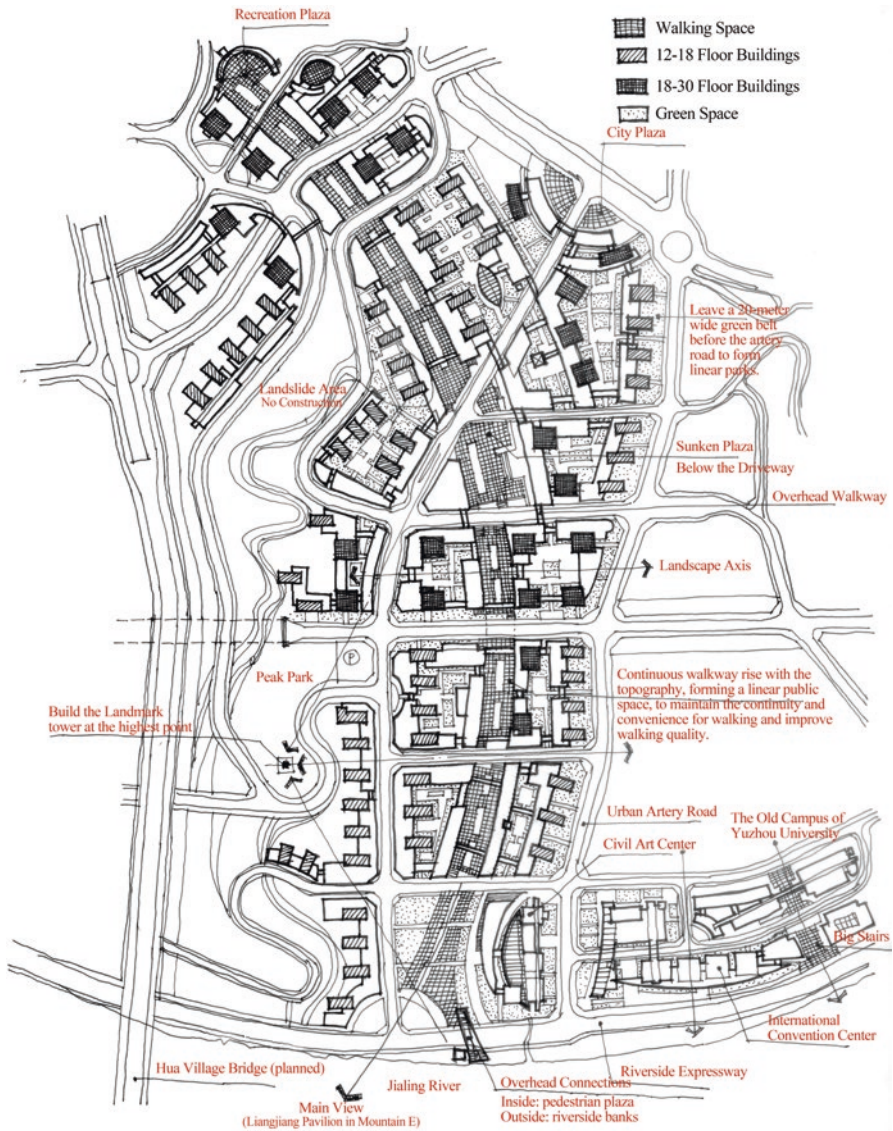 Recreation Plaza
Walking Space
12-18 Floor Buildings
18-30 Floor Buildings
Green Space
City Plaza
Leave a 20-meter
wide green belt
before the artery
road to form
linear parks.
Landslide Area
No Construction
Sunken Plaza
Below the Driveway
Overhead Walkway
Landscape Axis
P
Peak Park
Continuous walkway rise with the
topography, forming a linear public
space, to maintain the continuity and
convenience for walking and improve
walking quality.
Build the Landmark
tower at the highest point
Urban Artery Road
The Old Campus of
Yuzhou University
Civil Art Center
Big Stairs
International
Convention Center
Hua Village Bridge (planned)
Jialing River
Overhead Connections
Inside: pedestrian plaza
Outside: riverside banks
Riverside Expressway
Main View
(Liangjiang Pavilion in Mountain E)